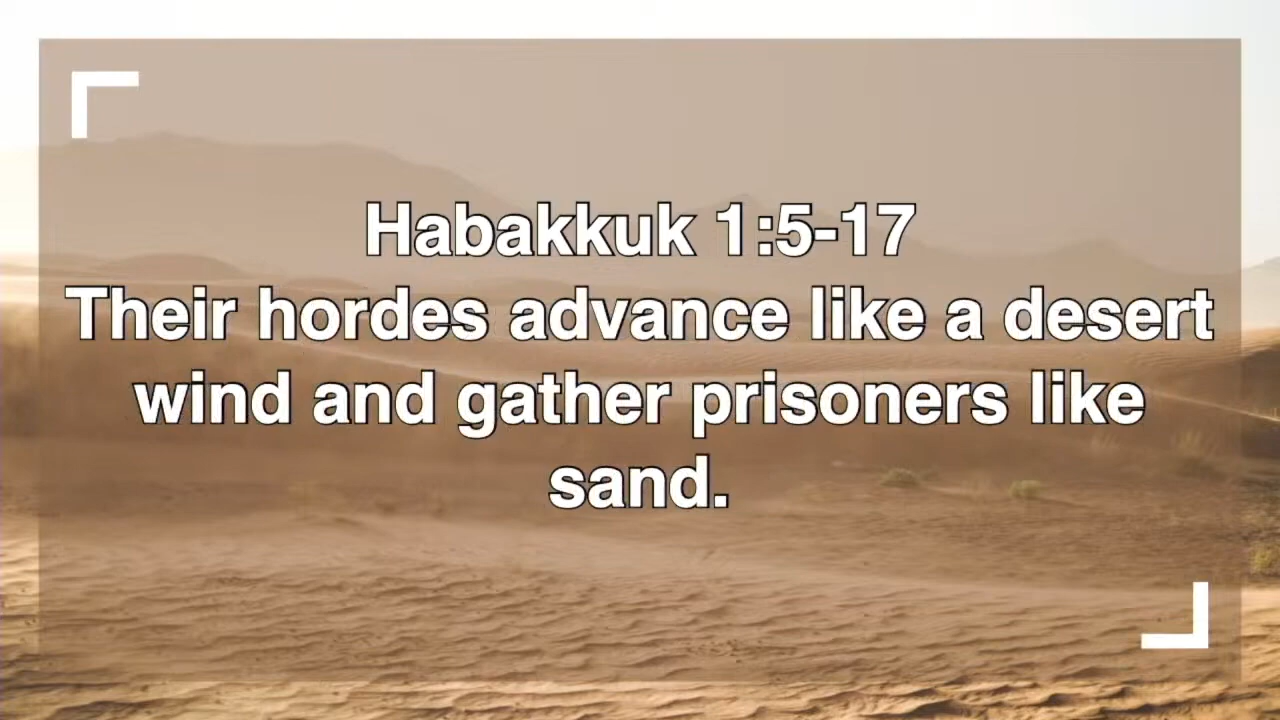 Habakkuk 1:5-17
Their hordes advance like a desert
wind and gather prisoners like
sand.